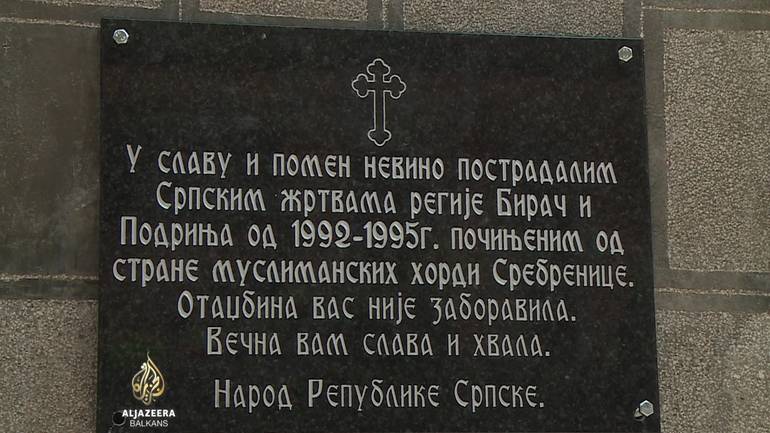 У славу и помен невино пострадалим
Српским жртвама регије Бирач и
Подриња од 1992-1995г. почињеним од
стране муслиманских хорди Сребренице.
Отаџбина вас није заборавила.
Вечна вам слава и хвала.
Народ Републике Српске.
ALJAZEERA
BALKANS